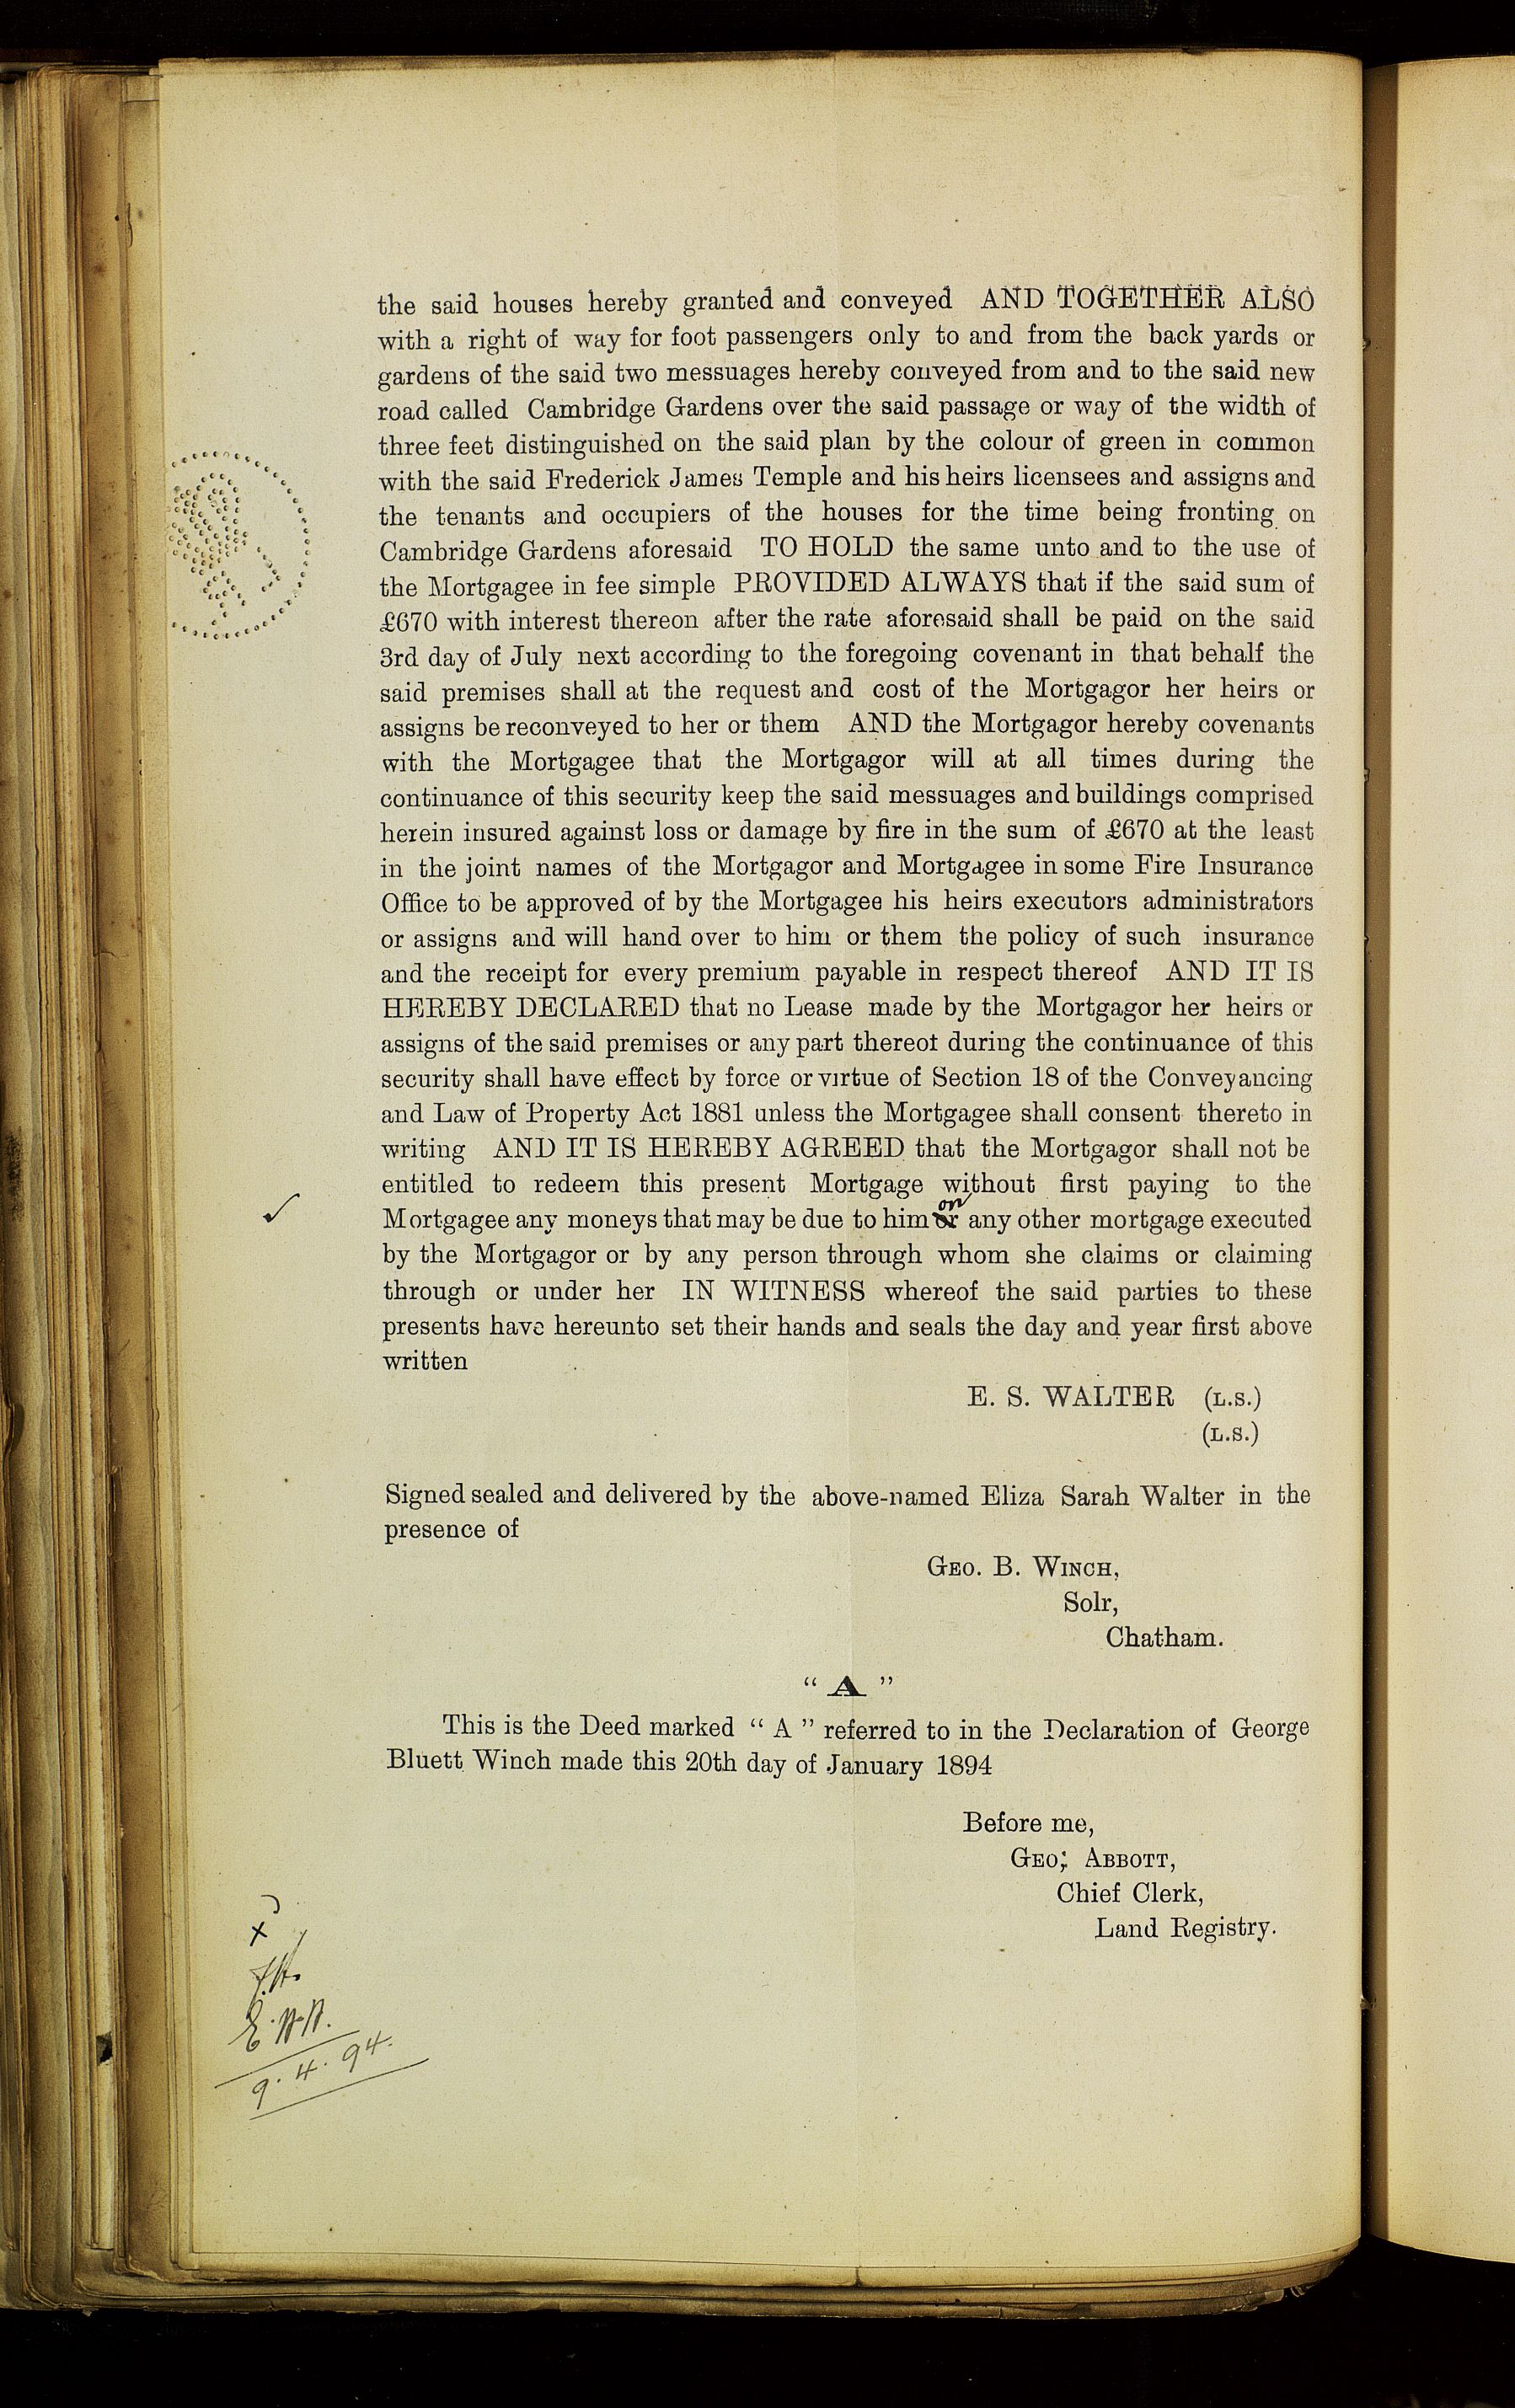 the said houses hereby granted and conveyed AND TOGETHER ALSO
with a right of way for foot passengers only to and from the back yards or
gardens of the said two messuages hereby conveyed from and to the said new
road called Cambridge Gardens over the said passage or way of the width of
three feet distinguished on the said plan by the colour of green in common
with the said Frederick James Temple and his heirs licensees and assigns and
the tenants and occupiers of the houses for the time being fronting on
Cambridge Gardens aforesaid TO HOLD the same unto and to the use of
the Mortgagee in fee simple PROVIDED ALWAYS that if the said sum of
£670 with interest thereon after the rate aforesaid shall be paid on the said
3rd day of July next according to the foregoing covenant in that behalf the
said premises shall at the request and cost of the Mortgagor her heirs or
assigns be reconveyed to her or them AND the Mortgagor hereby covenants
with the Mortgagee that the Mortgagor will at all times during the
continuance of this security keep the said messuages and buildings comprised
herein insured against loss or damage by fire in the sum of £670 at the least
in the joint names of the Mortgagor and Mortgagee in some Fire Insurance
Office to be approved of by the Mortgagee his heirs executors administrators
or assigns and will hand over to him or them the policy of such insurance
and the receipt for every premium payable in respect thereof AND IT IS
HEREBY DECLARED that no Lease made by the Mortgagor her heirs or
assigns of the said premises or any part thereof during the continuance of this
security shall have effect by force or virtue of Section 18 of the Conveyancing
and Law of Property Act 1881 unless the Mortgagee shall consent thereto in
writing AND IT IS HEREBY AGREED that the Mortgagor shall not be
entitled to redeem this present Mortgage without first paying to the
✓ Mortgagee any moneys that may be due to him on any other mortgage executed
by the Mortgagor or by any person through whom she claims or claiming
through or under her IN WITNESS whereof the said parties to these
presents have hereunto set their hands and seals the day and year first above
written
E. S. WALTER (L.S.)
(L.S.)
Signed sealed and delivered by the above-named Eliza Sarah Walter in the
presence of
GEO. B. WINCH,
Solr,
Chatham.
" A "
This is the Deed marked " A " referred to in the Declaration of George
Bluett Winch made this 20th day of January 1894
Before me,
GEO; ABBOTT,
Chief Clerk,
Land Registry.
x
9. 4. 94.